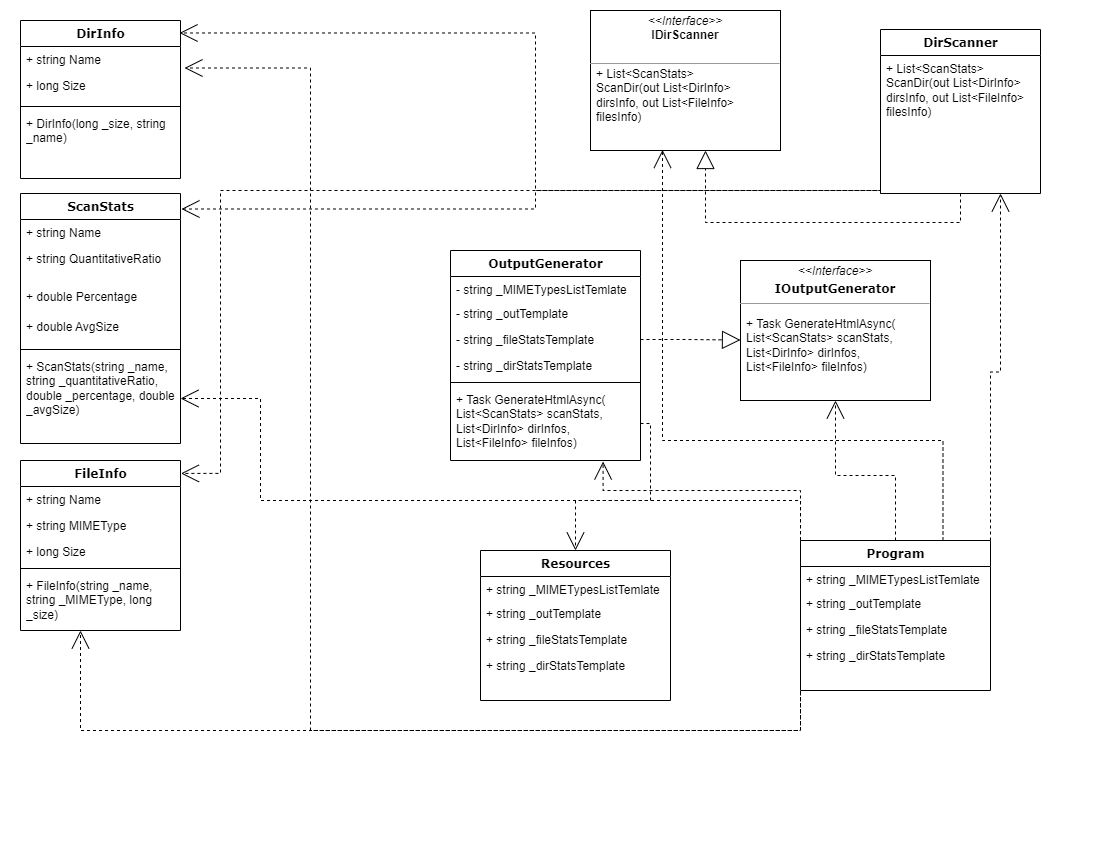 DirInfo
+ string Name
+ long Size
+ DirInfo(long _size, string
_name)
<<Interface>>
IDirScanner
+ List<ScanStats>
ScanDir(out List<DirInfo>
dirsInfo, out List<FileInfo>
filesInfo)
DirScanner
+ List<ScanStats>
ScanDir(out List<DirInfo>
dirsInfo, out List<FileInfo>
filesInfo)
ScanStats
+ string Name
+ string QuantitativeRatio
+ double Percentage
+ double AvgSize
+ ScanStats(string _name,
string _quantitativeRatio,
double _percentage, double
_avgSize)
OutputGenerator
- string _MIMETypesListTemlate
- string _outTemplate
- string _fileStatsTemplate
- string _dirStatsTemplate
+ Task GenerateHtmlAsync(
List<ScanStats> scanStats,
List<DirInfo> dirInfos,
List<FileInfo> fileInfos)
<<Interface>>
IOutputGenerator
+ Task GenerateHtmlAsync(
List<ScanStats> scanStats,
List<DirInfo> dirInfos,
List<FileInfo> fileInfos)
FileInfo
+ string Name
+ string MIMEType
+ long Size
+ FileInfo(string _name,
string _MIMEType, long
_size)
Resources
+ string _MIMETypesListTemlate
+ string _outTemplate
+ string _fileStatsTemplate
+ string _dirStatsTemplate
Program
+ string _MIMETypesListTemlate
+ string _outTemplate
+ string _fileStatsTemplate
+ string _dirStatsTemplate